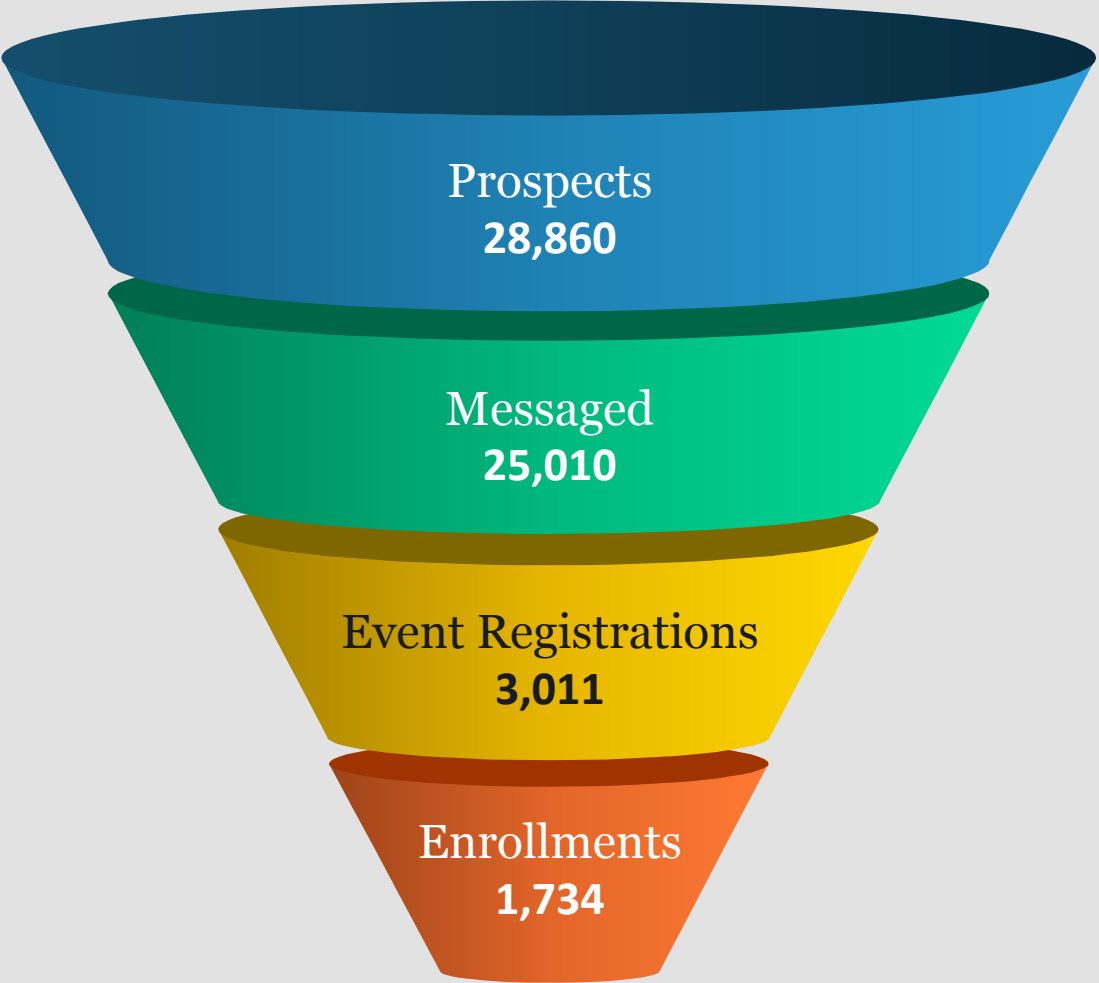 Prospects
28,860
Messaged
25,010
Event Registrations
3,011
Enrollments
1,734